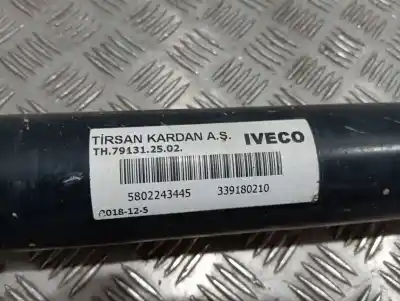 TİRSAN KARDAN A.Ş. IVECO
TH.79131.25.02.
5802243445 339180210
2018-12-5